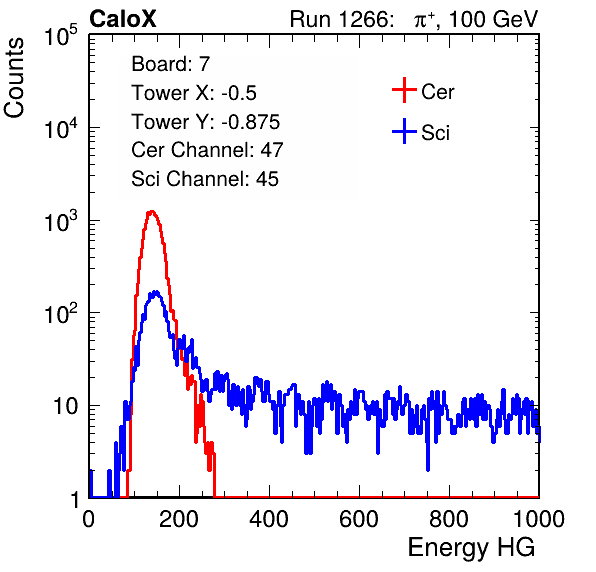 CaloX Run 1266: π⁺, 100 GeV
Counts
10⁵
10⁴
10³
10²
10
1
Board: 7
Tower X: -0.5
Tower Y: -0.875
Cer Channel: 47
Sci Channel: 45
Cer
Sci
0 200 400 600 800 1000
Energy HG